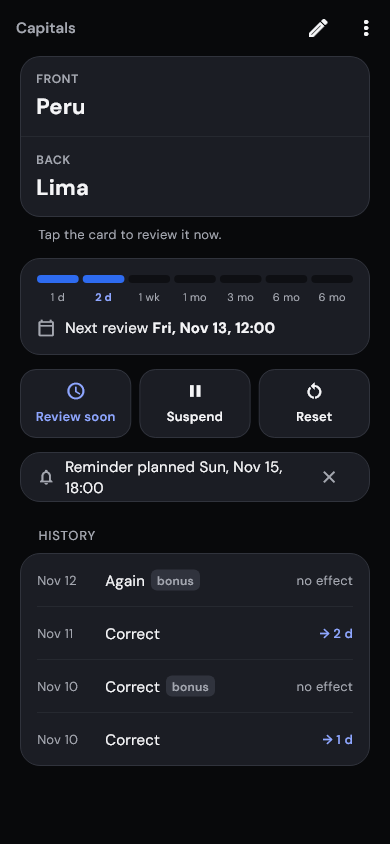 Capitals
FRONT
Peru
BACK
Lima
Tap the card to review it now.
1 d 2 d 1 wk 1 mo 3 mo 6 mo 6 mo
Next review Fri, Nov 13, 12:00
Review soon Suspend Reset
Reminder planned Sun, Nov 15,
18:00
HISTORY
Nov 12 Again bonus no effect
Nov 11 Correct → 2 d
Nov 10 Correct bonus no effect
Nov 10 Correct → 1 d